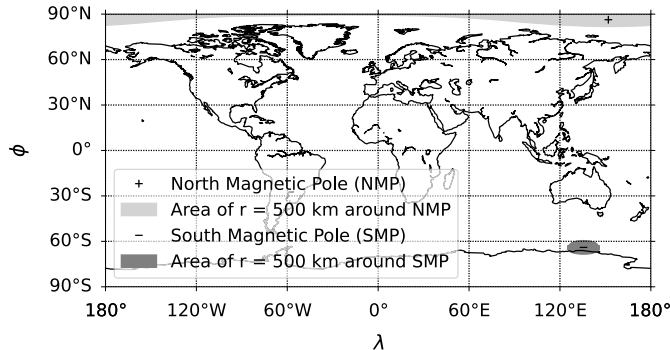 90°N
60°N
30°N
0°
30°S
60°S
90°S
ϕ
+ North Magnetic Pole (NMP)
Area of r = 500 km around NMP
− South Magnetic Pole (SMP)
Area of r = 500 km around SMP
180° 120°W 60°W 0° 60°E 120°E 180°
λ